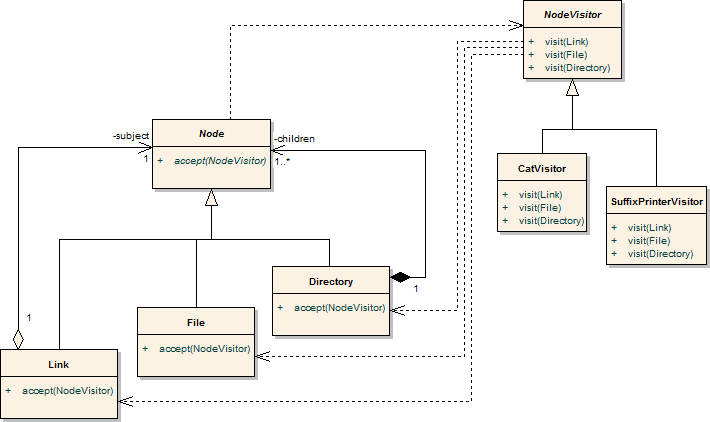 NodeVisitor
+ visit(Link)
+ visit(File)
+ visit(Directory)
-subject
1
Node
+ accept(NodeVisitor)
-children
1..*
CatVisitor
+ visit(Link)
+ visit(File)
+ visit(Directory)
SuffixPrinterVisitor
+ visit(Link)
+ visit(File)
+ visit(Directory)
Directory
+ accept(NodeVisitor)
1
File
+ accept(NodeVisitor)
1
Link
+ accept(NodeVisitor)